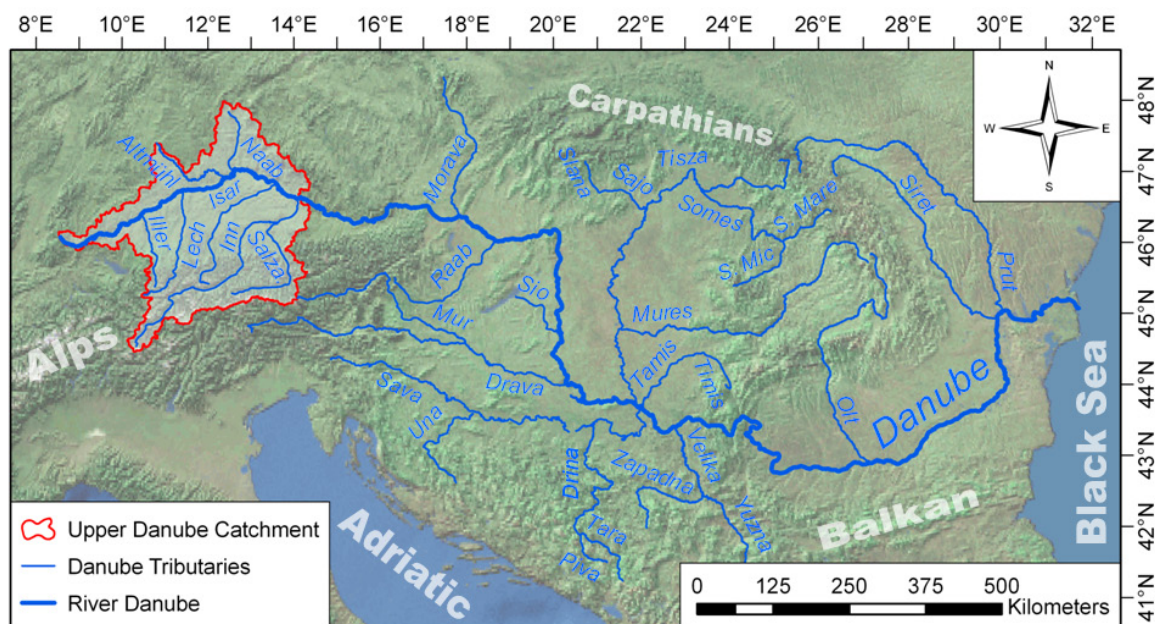 8°E 10°E 12°E 14°E 16°E 18°E 20°E 22°E 24°E 26°E 28°E 30°E 32°E
N
W E
S
48°N
47°N
46°N
45°N
44°N
43°N
42°N
41°N
Carpathians
Alps
Adriatic
Balkan
Black Sea
Altmühl
Naab
Isar
Iller
Lech
Inn
Salza
Morava
Raab
Sio
Mur
Drava
Sava
Una
Slana
Sajo
Tisza
Somes
S. Mare
S. Mic
Mures
Tamis
Timis
Siret
Prut
Olt
Danube
Drina
Tara
Piva
Zapadna
Velika
Yuzna
Upper Danube Catchment
Danube Tributaries
River Danube
0 125 250 375 500
Kilometers